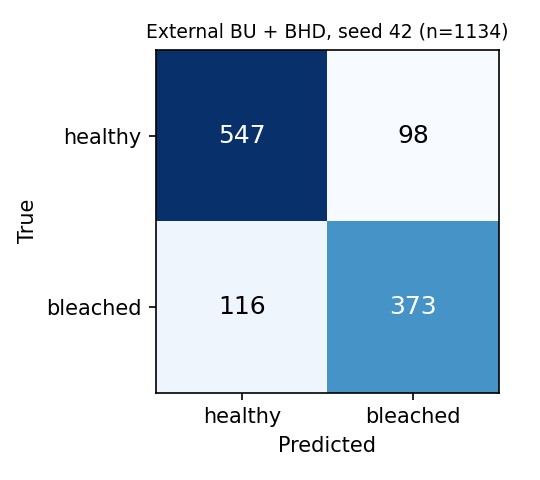 External BU + BHD, seed 42 (n=1134)
healthy 547 98
True
bleached 116 373
healthy bleached
Predicted